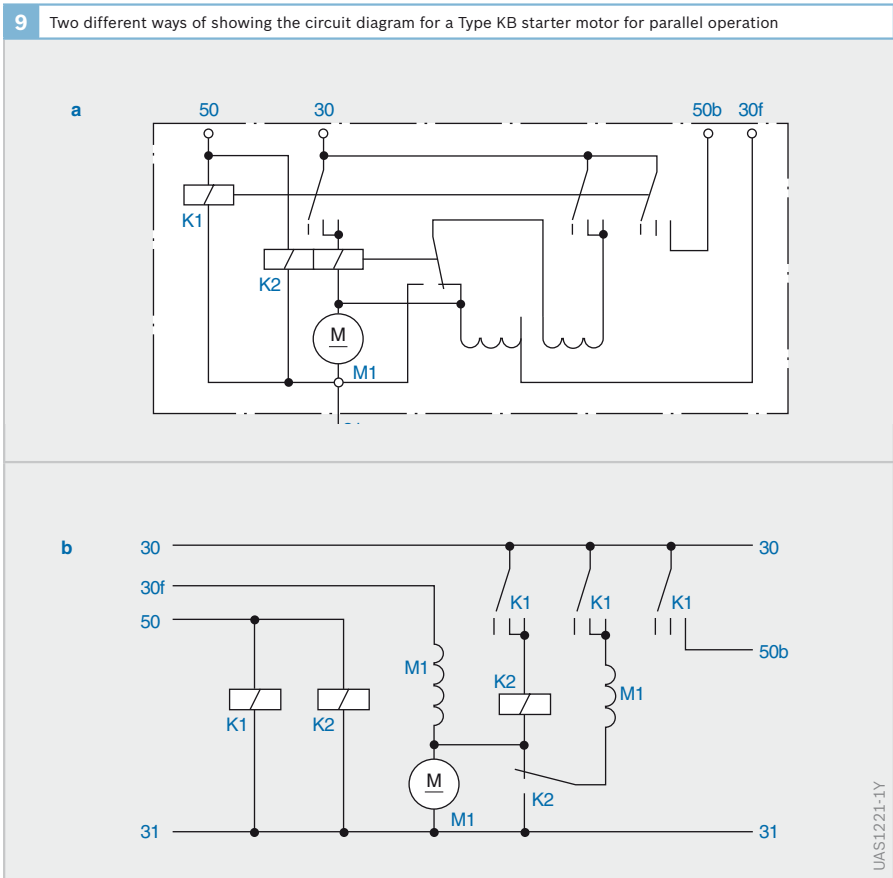 9 Two different ways of showing the circuit diagram for a Type KB starter motor for parallel operation
a
50 30 50b 30f
K1
K2
M
M1
b
30 30
30f
50
K1 K1 K1
50b
M1
K2
M1
K1 K2
M
K2
M1
31 31
UAS1221-1Y